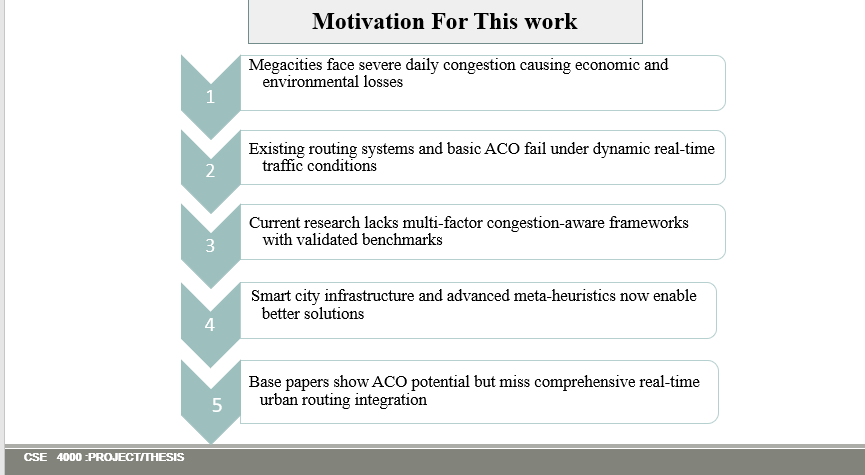 Motivation For This work
1
Megacities face severe daily congestion causing economic and
environmental losses
2
Existing routing systems and basic ACO fail under dynamic real-time
traffic conditions
3
Current research lacks multi-factor congestion-aware frameworks
with validated benchmarks
4
Smart city infrastructure and advanced meta-heuristics now enable
better solutions
5
Base papers show ACO potential but miss comprehensive real-time
urban routing integration
CSE 4000 :PROJECT/THESIS